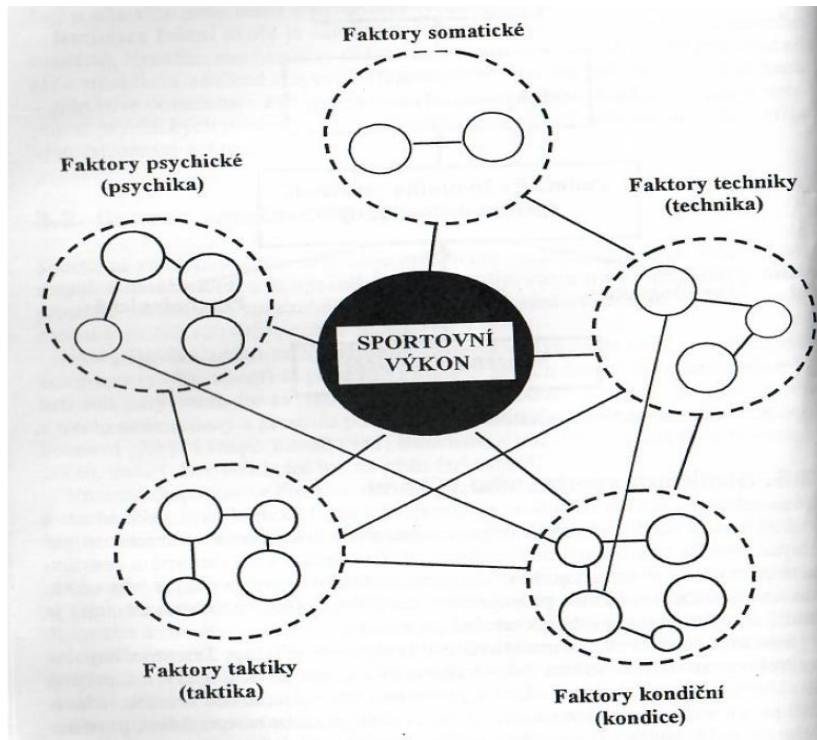 Faktory somatické
Faktory psychické
(psychika)
Faktory techniky
(technika)
SPORTOVNÍ
VÝKON
Faktory taktiky
(taktika)
Faktory kondiční
(kondice)